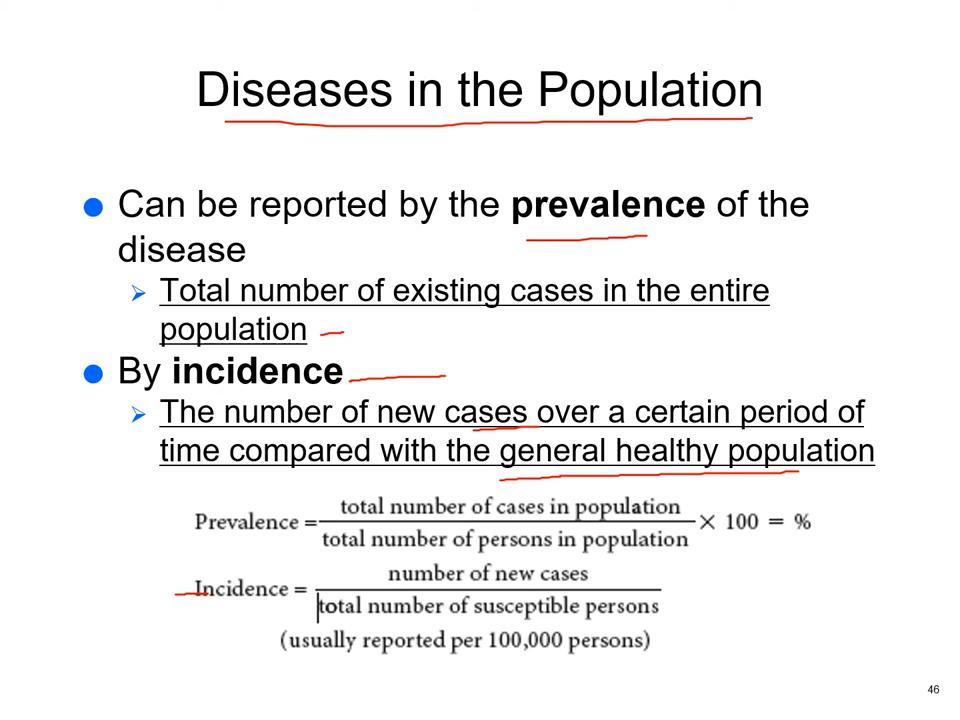 Diseases in the Population
Can be reported by the prevalence of the
disease
Total number of existing cases in the entire
population
By incidence
The number of new cases over a certain period of
time compared with the general healthy population
total number of cases in population
Prevalence = × 100 = %
total number of persons in population
number of new cases
Incidence =
total number of susceptible persons
(usually reported per 100,000 persons)
46